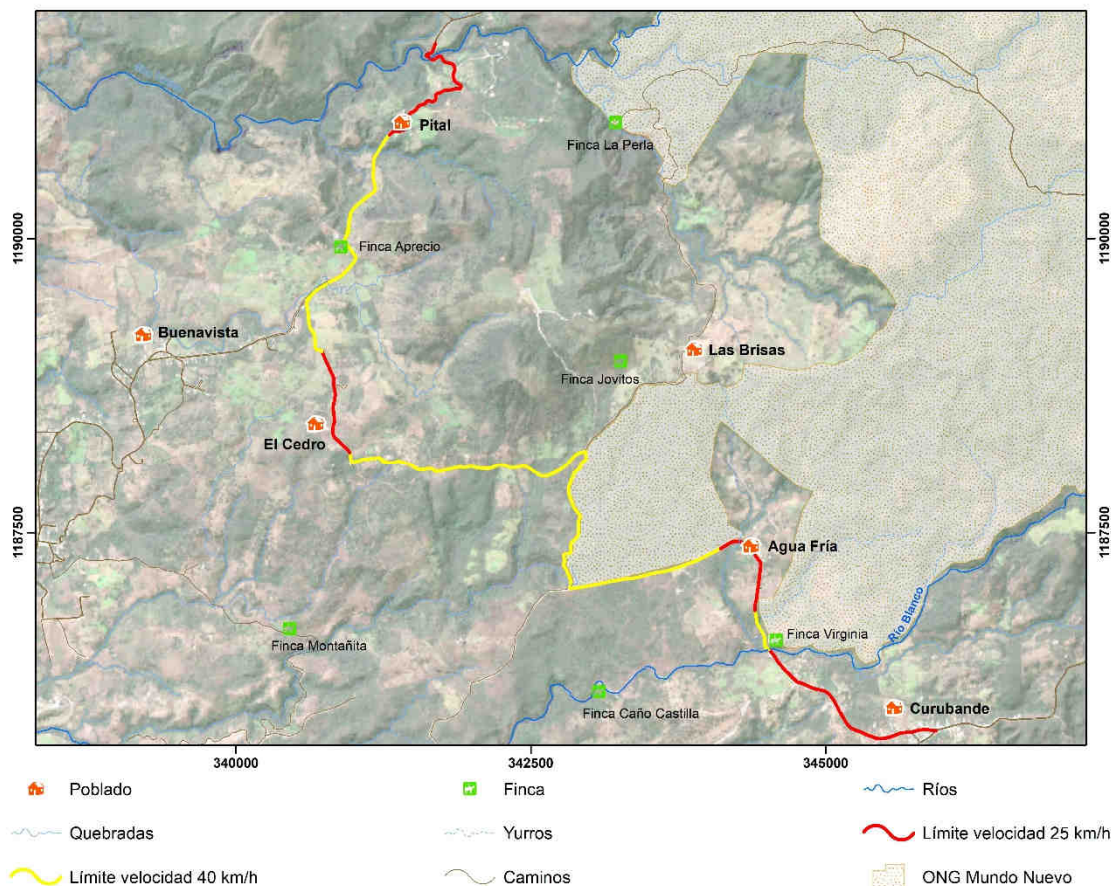 Pital
Finca La Perla
1190000
1190000
Finca Aprecio
Buenavista
Las Brisas
Finca Jovitos
El Cedro
1187500
1187500
Agua Fría
Río Blanco
Finca Virginia
Finca Montañita
Finca Caño Castilla
Curubande
340000
342500
345000
Poblado
Finca
Ríos
Quebradas
Yurros
Límite velocidad 25 km/h
Límite velocidad 40 km/h
Caminos
ONG Mundo Nuevo